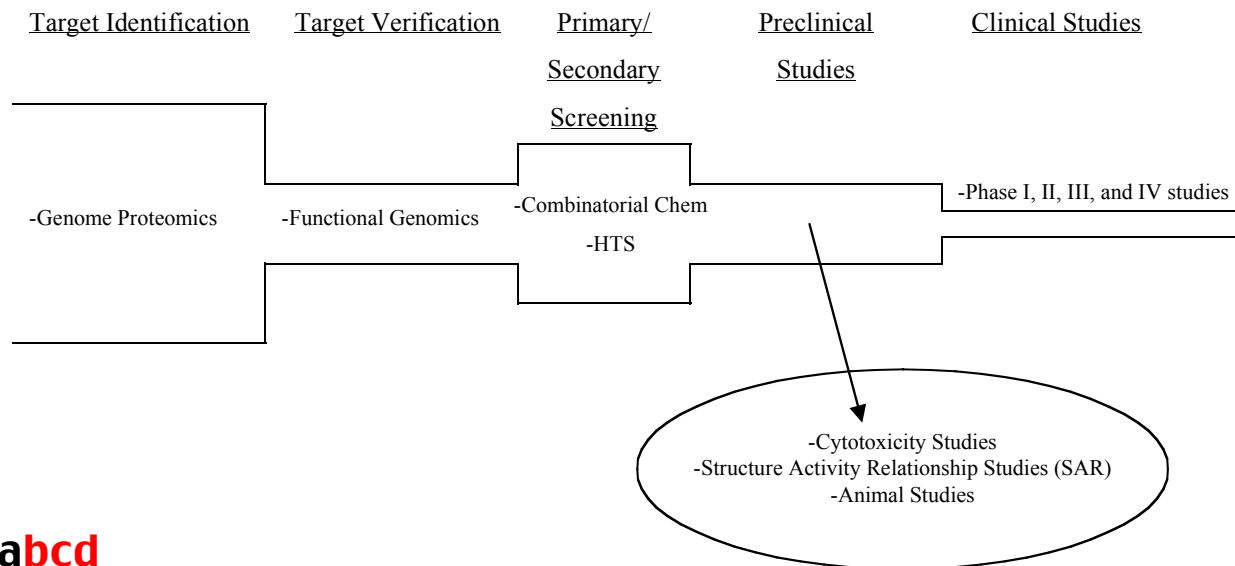 Target Identification
Target Verification
Primary/
Secondary
Screening
Preclinical
Studies
Clinical Studies
-Genome Proteomics
-Functional Genomics
-Combinatorial Chem
-HTS
-Phase I, II, III, and IV studies
-Cytotoxicity Studies
-Structure Activity Relationship Studies (SAR)
-Animal Studies
abcd